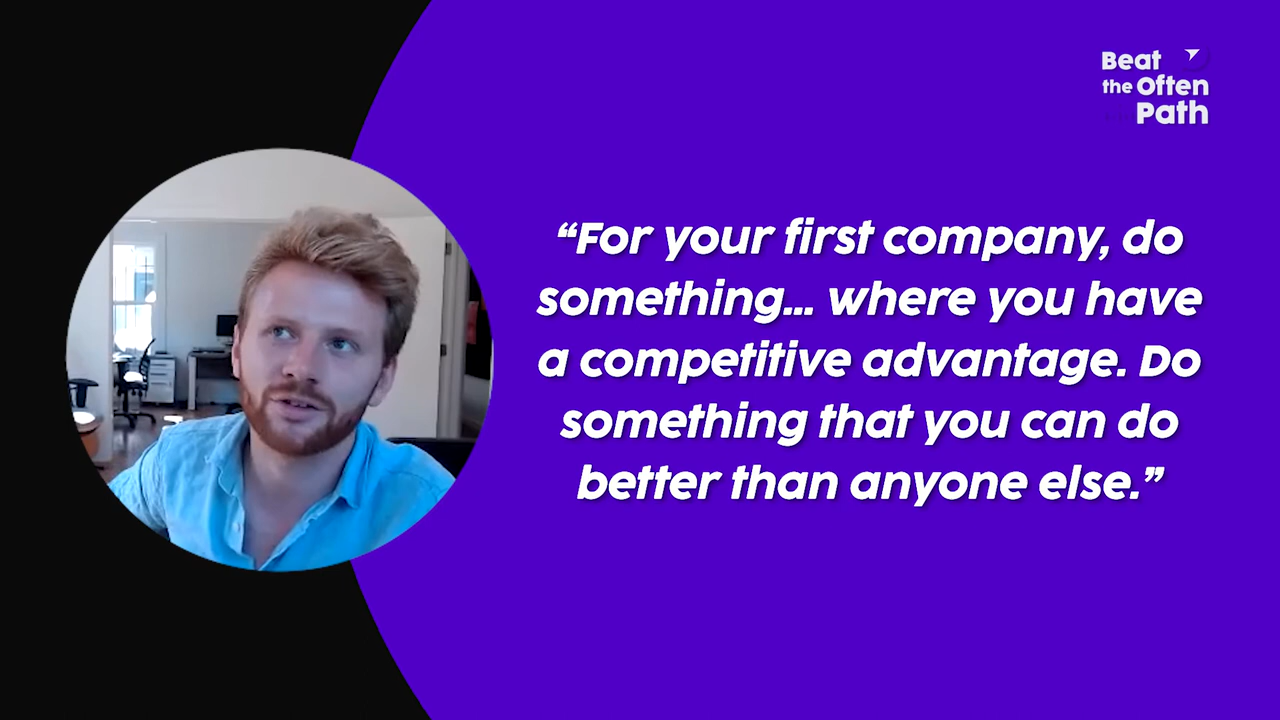 Beat
the Often
Path
“For your first company, do
something... where you have
a competitive advantage. Do
something that you can do
better than anyone else.”